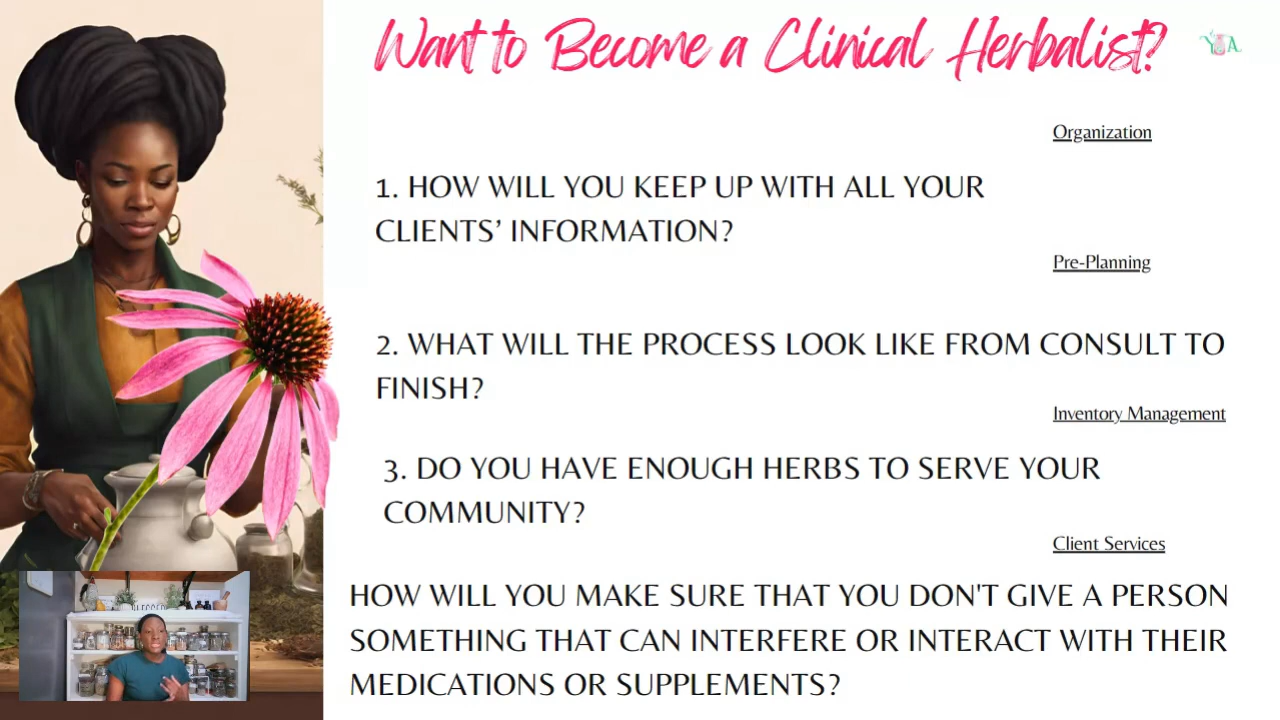 Want to Become a Clinical Herbalist?
Y A
Organization
1. HOW WILL YOU KEEP UP WITH ALL YOUR
CLIENTS' INFORMATION?
Pre-Planning
2. WHAT WILL THE PROCESS LOOK LIKE FROM CONSULT TO
FINISH?
Inventory Management
3. DO YOU HAVE ENOUGH HERBS TO SERVE YOUR
COMMUNITY?
Client Services
HOW WILL YOU MAKE SURE THAT YOU DON'T GIVE A PERSON
SOMETHING THAT CAN INTERFERE OR INTERACT WITH THEIR
MEDICATIONS OR SUPPLEMENTS?